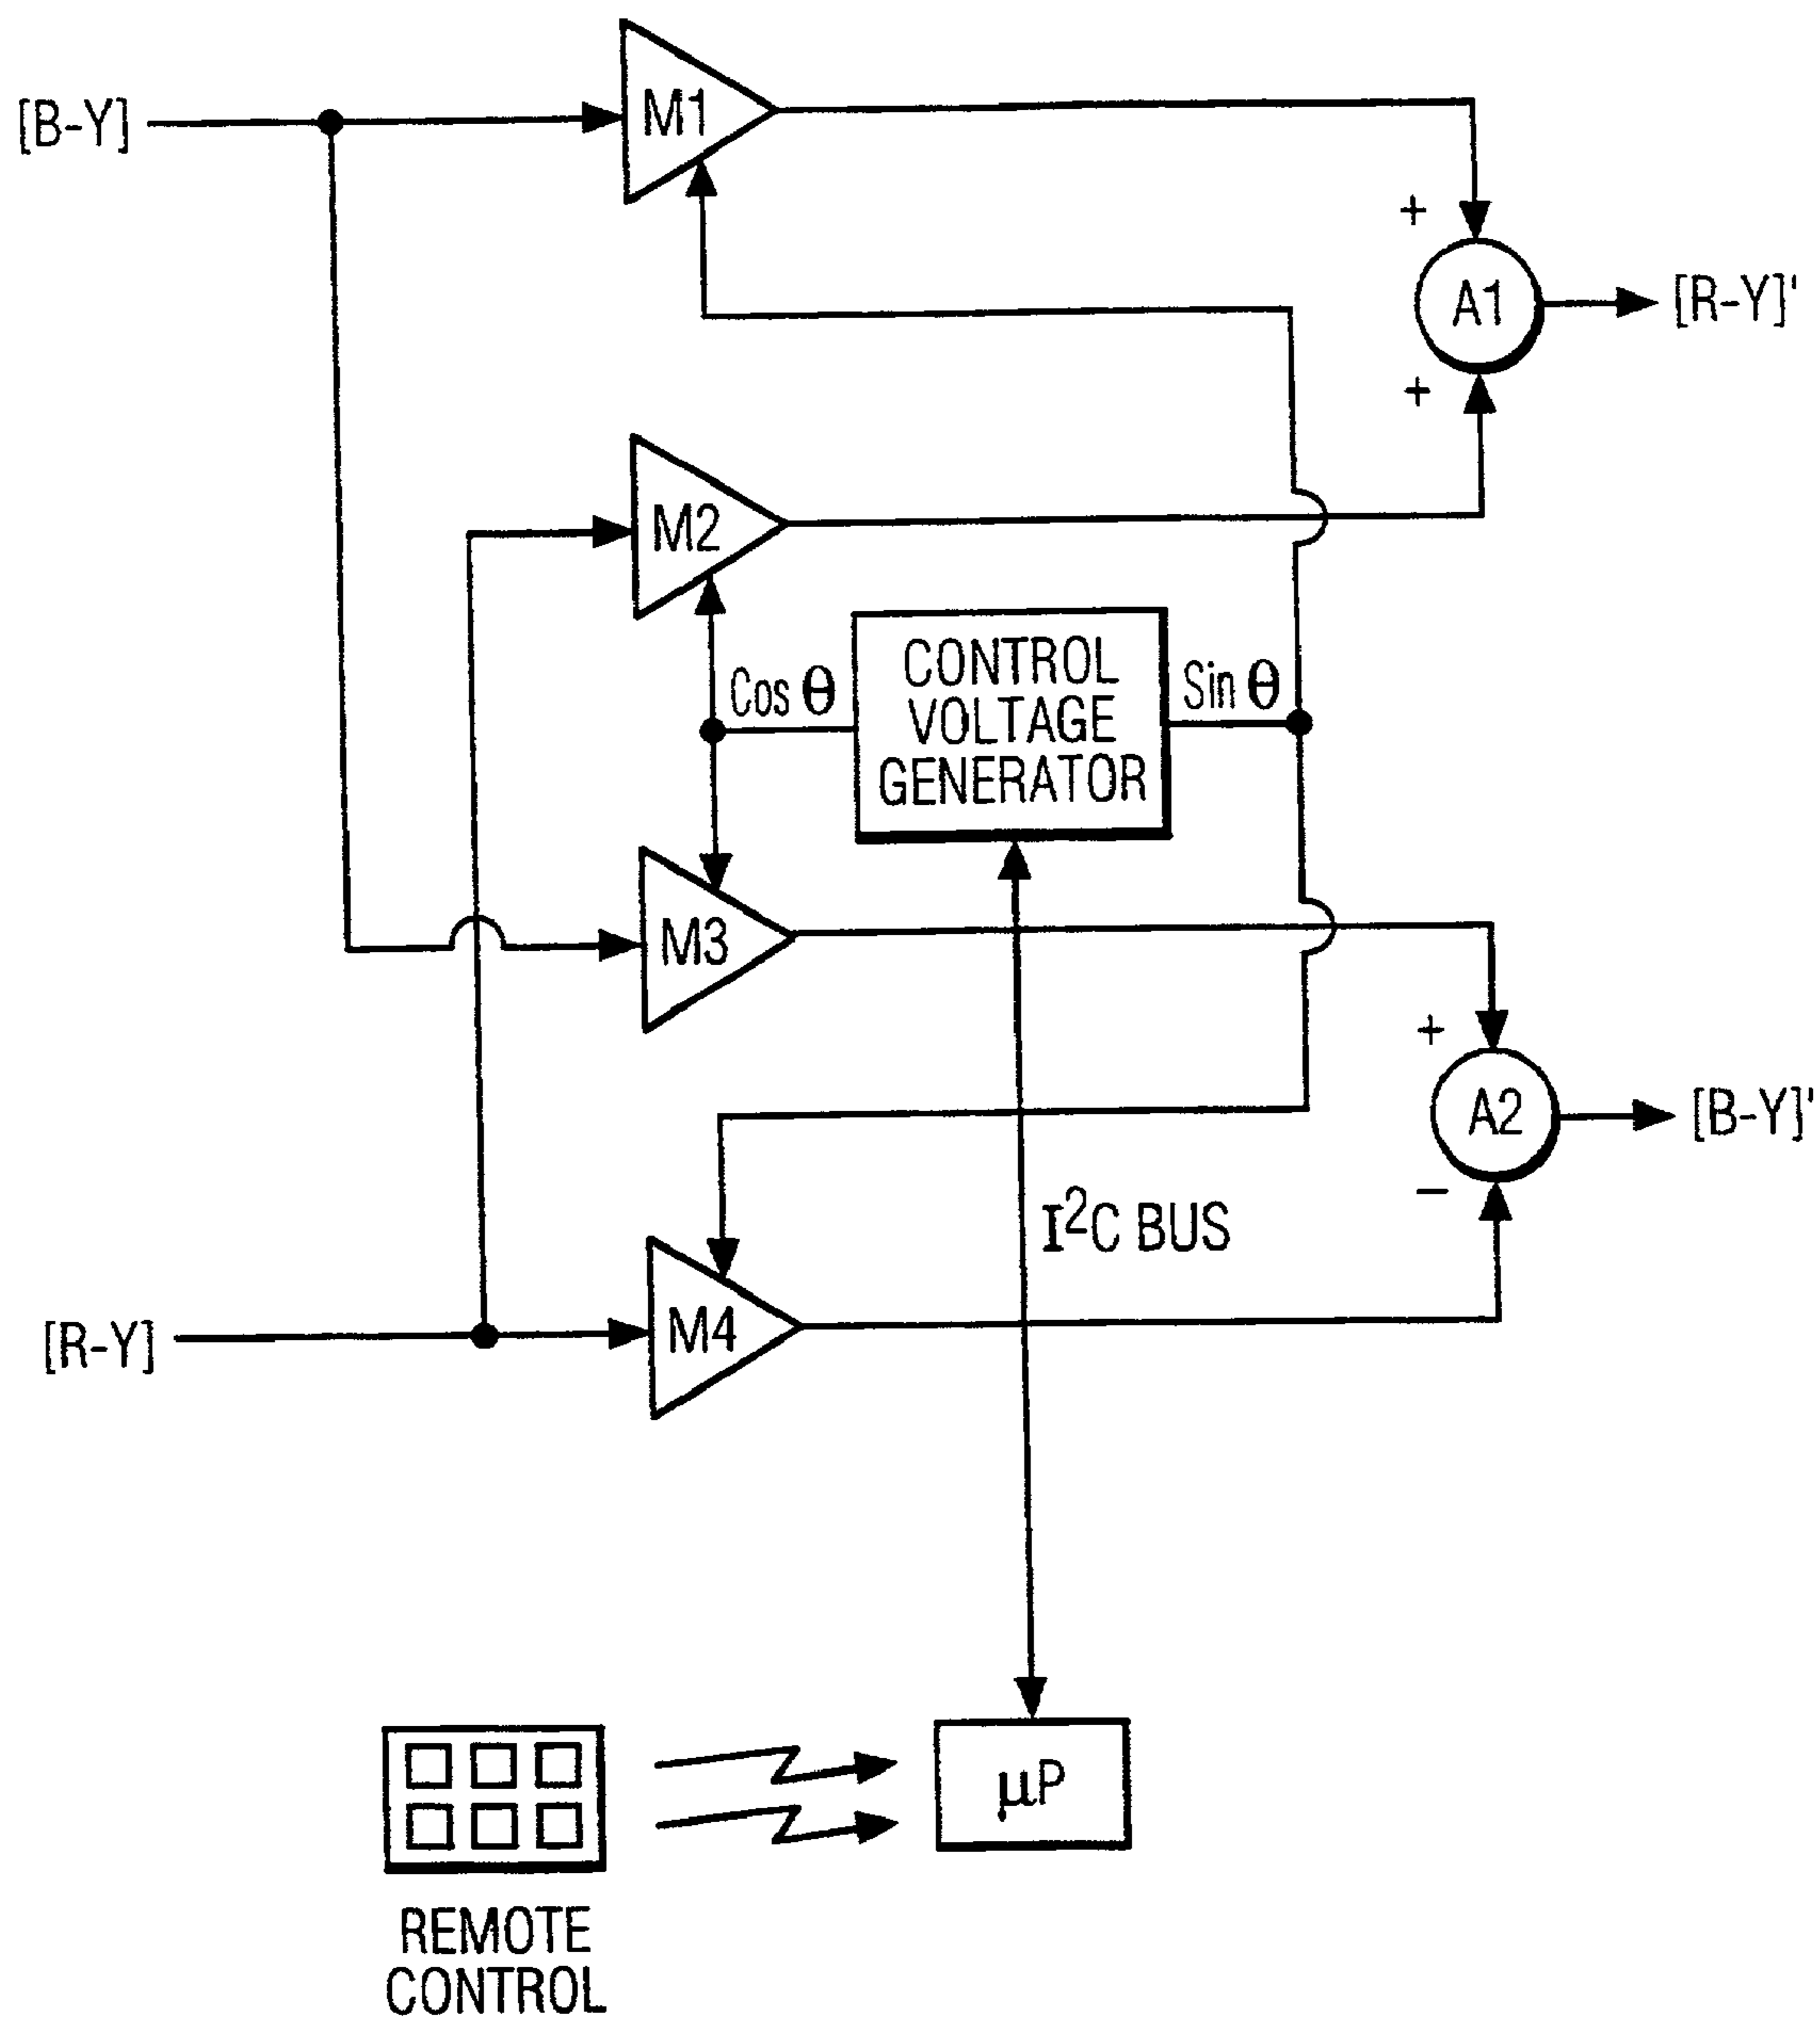 [B-Y]
M1
+
A1
[R-Y]'
+
M2
Cos θ
CONTROL
VOLTAGE
GENERATOR
Sin θ
M3
+
A2
[B-Y]'
−
I²C BUS
[R-Y]
M4
μP
REMOTE
CONTROL